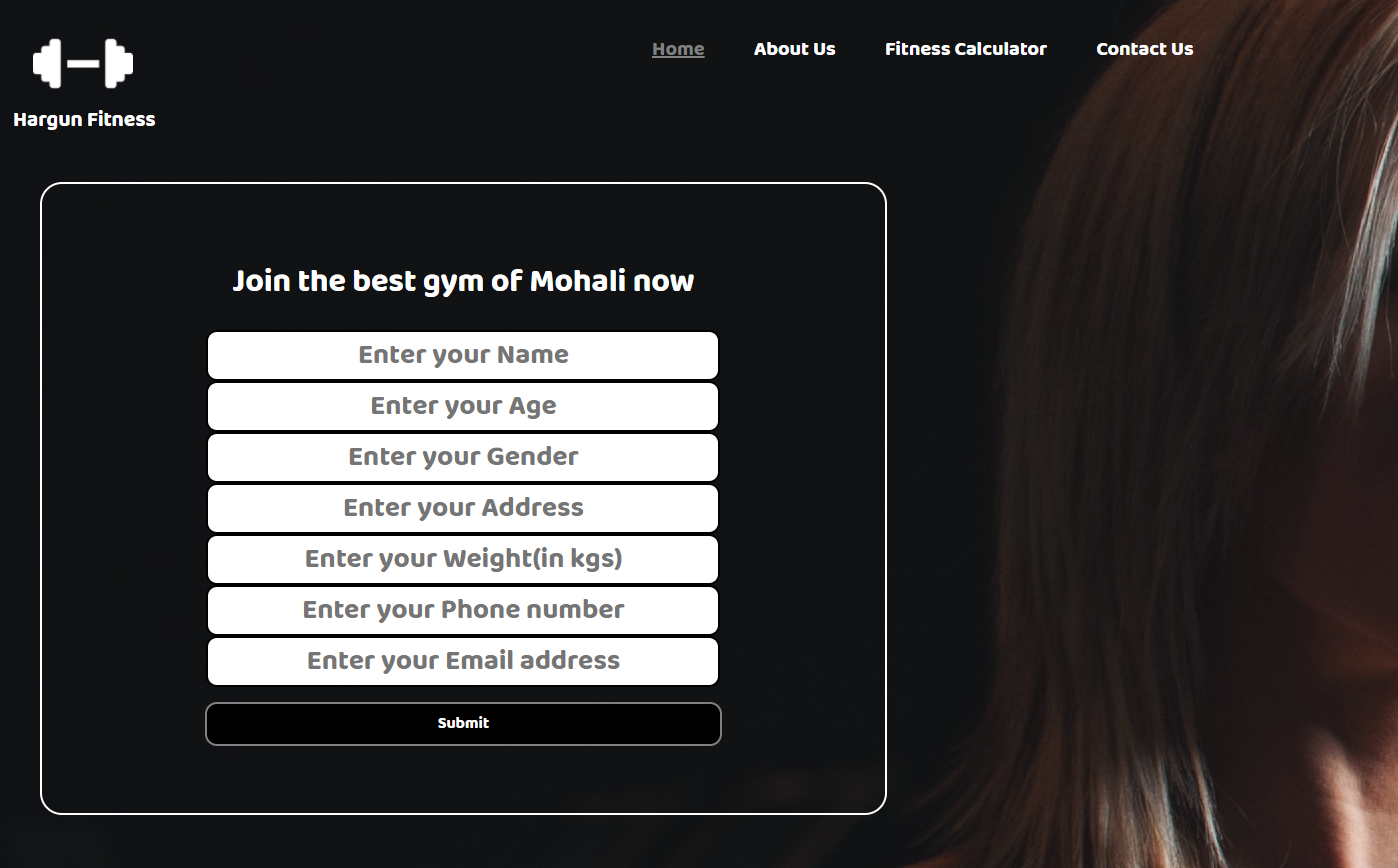 Home
About Us
Fitness Calculator
Contact Us
Hargun Fitness
Join the best gym of Mohali now
Enter your Name
Enter your Age
Enter your Gender
Enter your Address
Enter your Weight(in kgs)
Enter your Phone number
Enter your Email address
Submit